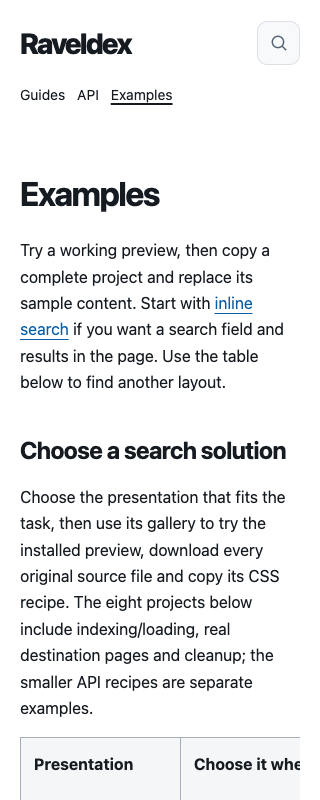 Raveldex
Guides API Examples
Examples
Try a working preview, then copy a
complete project and replace its
sample content. Start with inline
search if you want a search field and
results in the page. Use the table
below to find another layout.
Choose a search solution
Choose the presentation that fits the
task, then use its gallery to try the
installed preview, download every
original source file and copy its CSS
recipe. The eight projects below
include indexing/loading, real
destination pages and cleanup; the
smaller API recipes are separate
examples.
Presentation Choose it whe